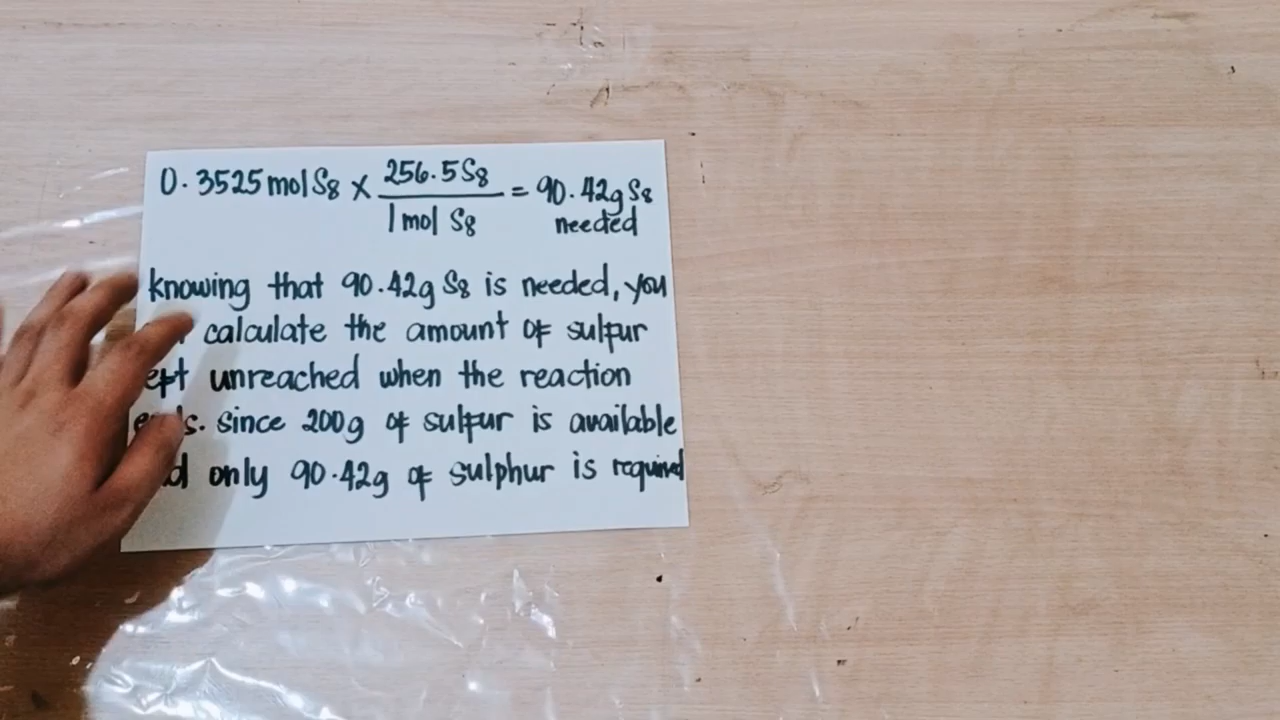 0.3525 mol S8 x 256.5 S8 / 1 mol S8 = 90.42g S8 needed
knowing that 90.42g S8 is needed, you
calculate the amount of sulfur
unreached when the reaction
since 200g of sulfur is available
only 90.42g of sulphur is required